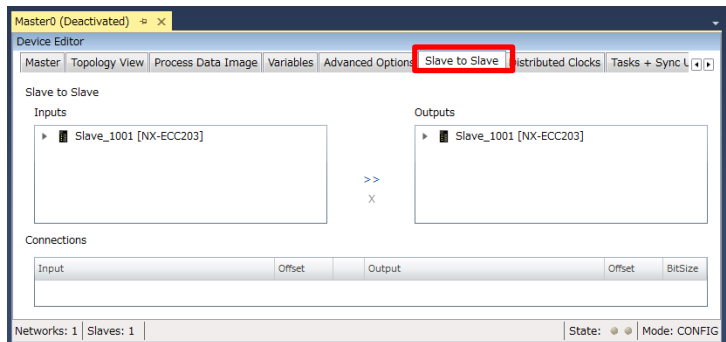 Master0 (Deactivated)
Device Editor
Master Topology View Process Data Image Variables Advanced Options Slave to Slave Distributed Clocks Tasks + Sync U
Slave to Slave
Inputs Outputs
Slave_1001 [NX-ECC203] Slave_1001 [NX-ECC203]
>>
X
Connections
Input Offset Output Offset BitSize
Networks: 1 Slaves: 1 State: Mode: CONFIG